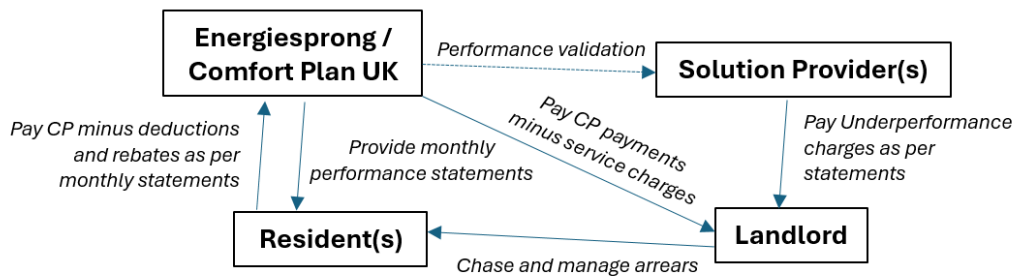 Energiesprong /
Comfort Plan UK
Performance validation
Solution Provider(s)
Pay CP minus deductions
and rebates as per
monthly statements
Provide monthly
performance statements
Pay CP payments
minus service charges
Pay Underperformance
charges as per
statements
Resident(s)
Landlord
Chase and manage arrears